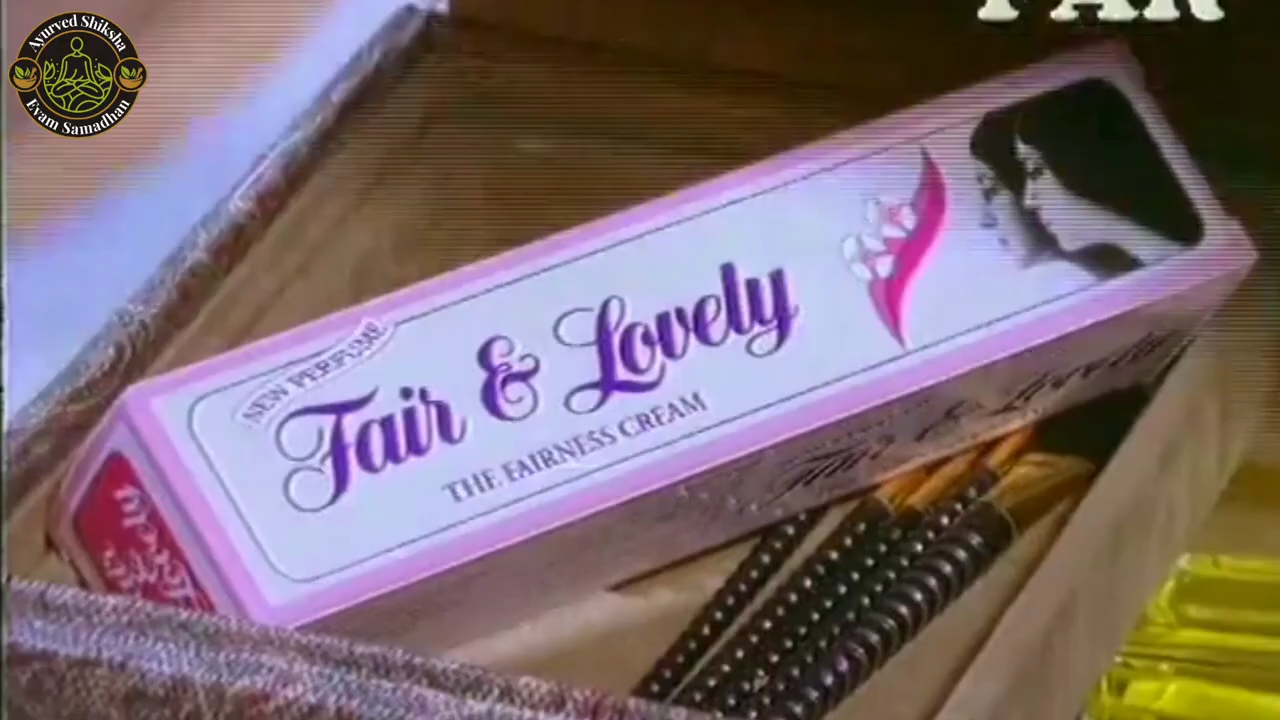 Ayurved Shiksha
Evam Samadhan
NEW PERFUME
Fair & Lovely
THE FAIRNESS CREAM